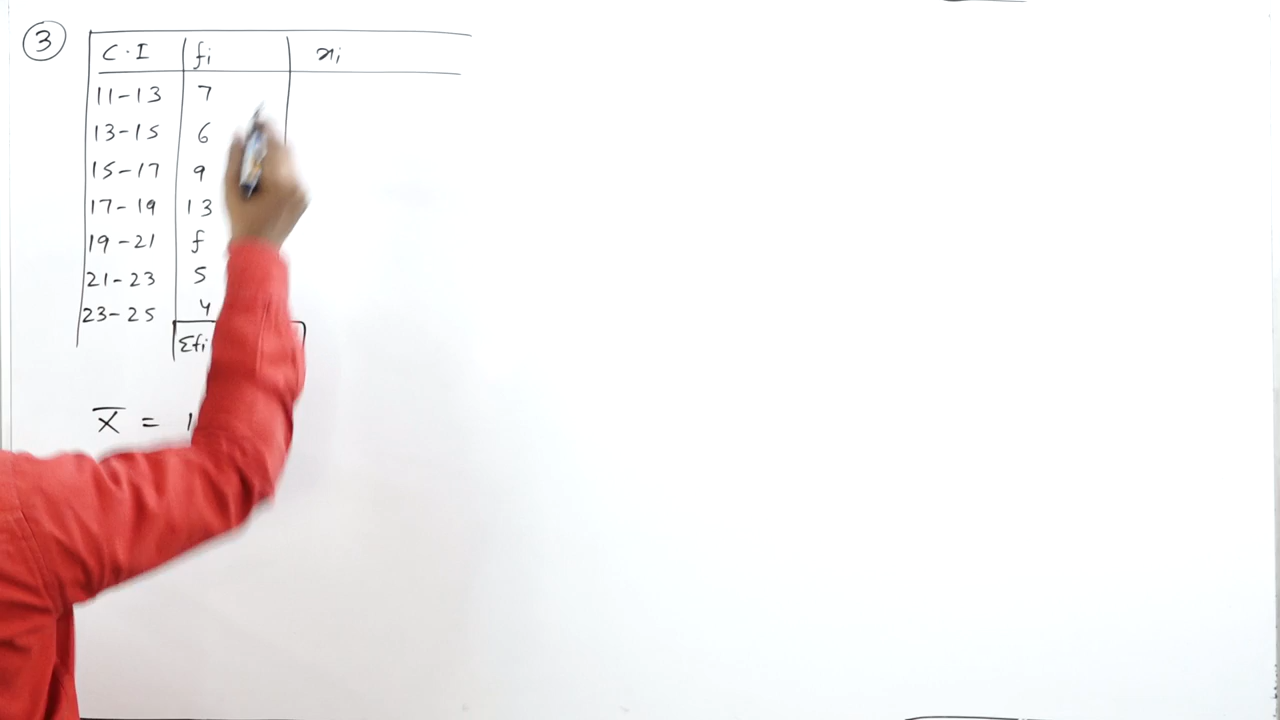 3
C.I fi xi
11-13 7
13-15 6
15-17 9
17-19 13
19-21 f
21-23 5
23-25 4
Σfi
X̅ = 1